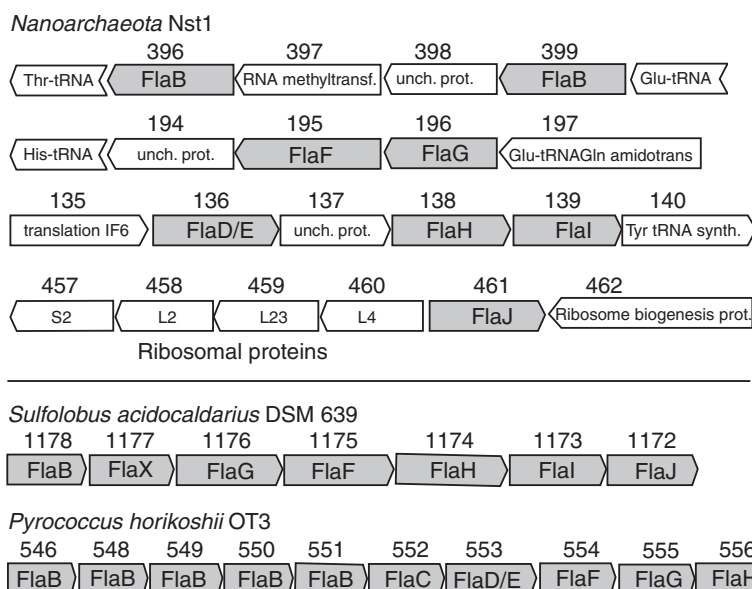 Nanoarchaeota Nst1
396 397 398 399
Thr-tRNA FlaB RNA methyltransf. unch. prot. FlaB Glu-tRNA
194 195 196 197
His-tRNA unch. prot. FlaF FlaG Glu-tRNAGln amidotrans
135 136 137 138 139 140
translation IF6 FlaD/E unch. prot. FlaH FlaI Tyr tRNA synth.
457 458 459 460 461 462
S2 L2 L23 L4 FlaJ Ribosome biogenesis prot.
Ribosomal proteins
Sulfolobus acidocaldarius DSM 639
1178 1177 1176 1175 1174 1173 1172
FlaB FlaX FlaG FlaF FlaH FlaI FlaJ
Pyrococcus horikoshii OT3
546 548 549 550 551 552 553 554 555 556
FlaB FlaB FlaB FlaB FlaB FlaC FlaD/E FlaF FlaG FlaH